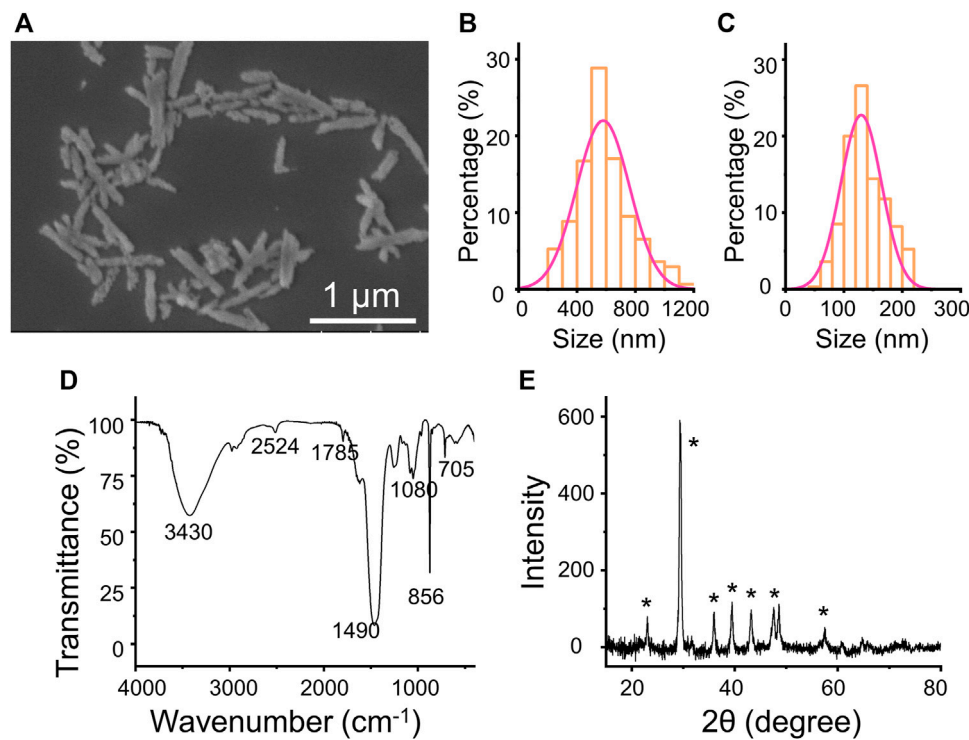 A
1 μm
B
Percentage (%)
30
20
10
0
0 400 800 1200
Size (nm)
C
Percentage (%)
30
20
10
0
0 100 200 300
Size (nm)
D
Transmittance (%)
100
75
50
25
0
3430
2524
1785
1490
1080
856
705
4000 3000 2000 1000
Wavenumber (cm⁻¹)
E
Intensity
600
400
200
0
*
*
*
*
*
*
*
20 40 60 80
2θ (degree)